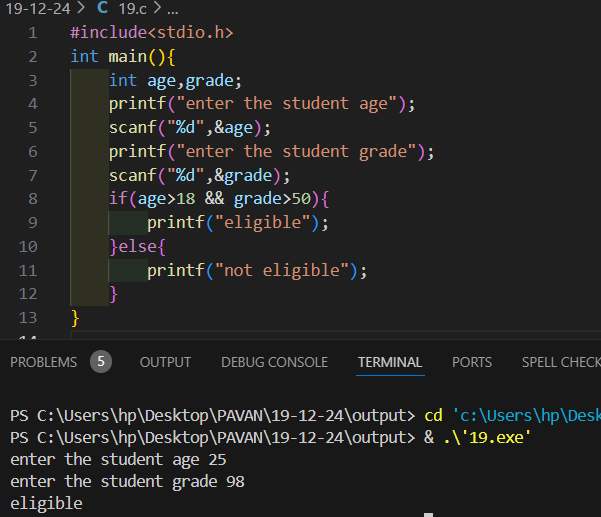 19-12-24 > C 19.c > ...
1 #include<stdio.h>
2 int main(){
3 int age,grade;
4 printf("enter the student age");
5 scanf("%d",&age);
6 printf("enter the student grade");
7 scanf("%d",&grade);
8 if(age>18 && grade>50){
9 printf("eligible");
10 }else{
11 printf("not eligible");
12 }
13 }
14
PROBLEMS 5 OUTPUT DEBUG CONSOLE TERMINAL PORTS SPELL CHECK
PS C:\Users\hp\Desktop\PAVAN\19-12-24\output> cd 'c:\Users\hp\Desk
PS C:\Users\hp\Desktop\PAVAN\19-12-24\output> & .\'19.exe'
enter the student age 25
enter the student grade 98
eligible